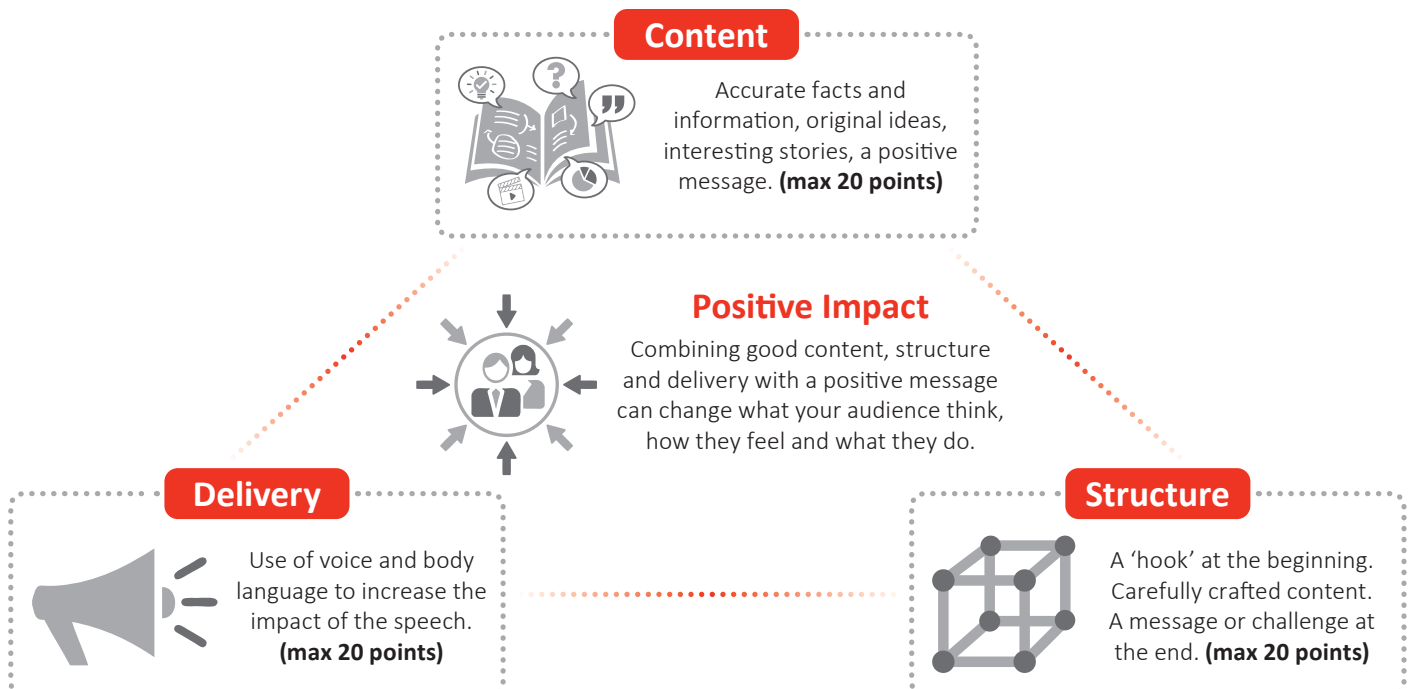 Content
Accurate facts and
information, original ideas,
interesting stories, a positive
message. (max 20 points)
Positive Impact
Combining good content, structure
and delivery with a positive message
can change what your audience think,
how they feel and what they do.
Delivery
Use of voice and body
language to increase the
impact of the speech.
(max 20 points)
Structure
A ‘hook’ at the beginning.
Carefully crafted content.
A message or challenge at
the end. (max 20 points)